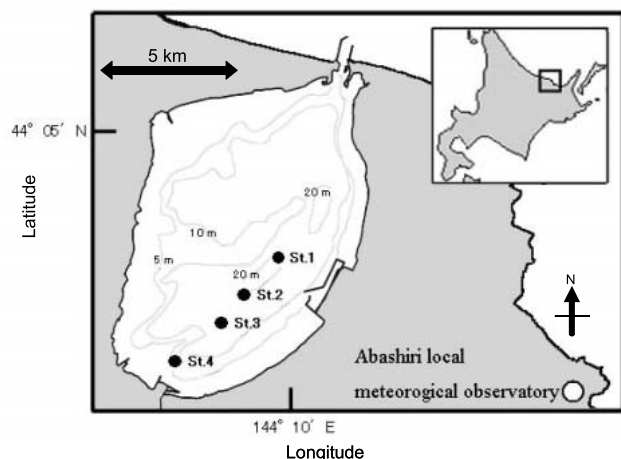 5 km
44° 05′ N
Latitude
20 m
10 m
5 m
St.1
20 m
St.2
St.3
St.4
N
Abashiri local
meteorogical observatory
144° 10′ E
Longitude